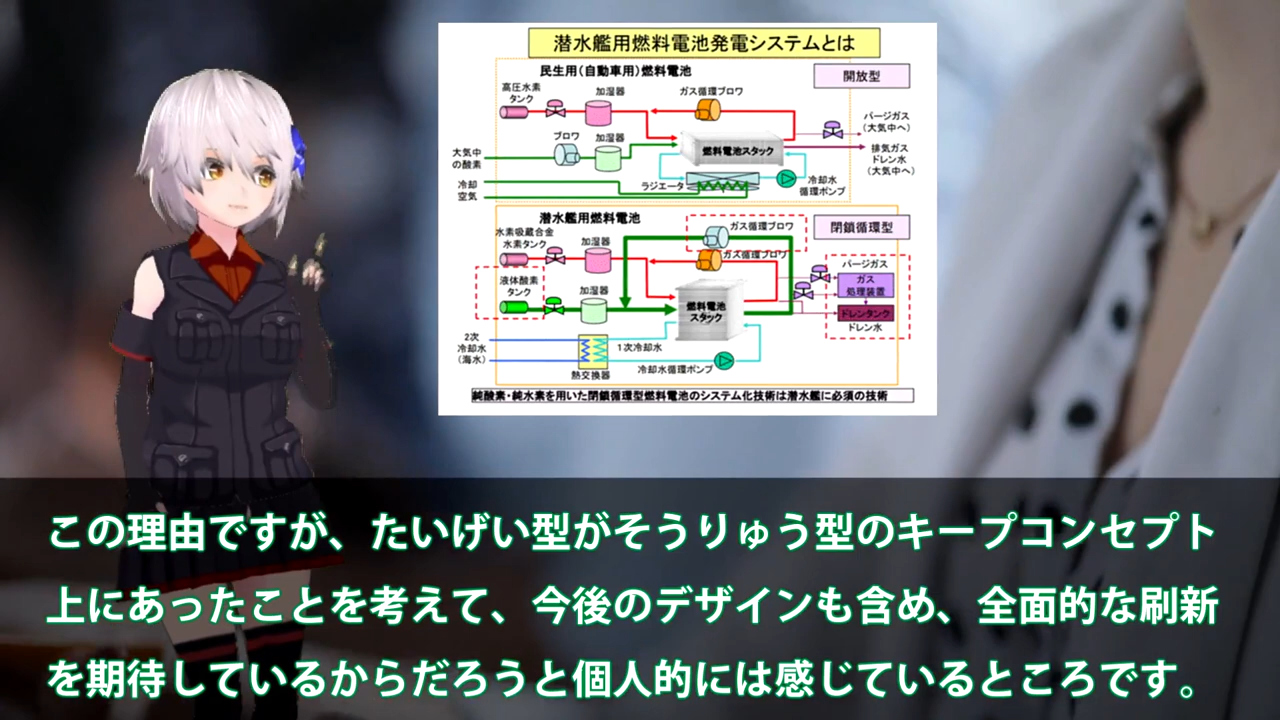 潜水艦用燃料電池発電システムとは
民生用(自動車用)燃料電池
開放型
高圧水素
タンク
加湿器
ガス循環ブロワ
パージガス
(大気中へ)
ブロワ
加湿器
大気中
の酸素
燃料電池スタック
排気ガス
ドレン水
(大気中へ)
冷却
空気
ラジエータ
冷却水
循環ポンプ
潜水艦用燃料電池
閉鎖循環型
水素吸蔵合金
水素タンク
加湿器
ガス循環ブロワ
ガス循環ブロワ
パージガス
液体酸素
タンク
加湿器
燃料電池
スタック
ガス
処理装置
ドレンタンク
ドレン水
2次
冷却水
(海水)
1次冷却水
熱交換器
冷却水循環ポンプ
純酸素・純水素を用いた閉鎖循環型燃料電池のシステム化技術は潜水艦に必須の技術
この理由ですが、たいげい型がそうりゅう型のキープコンセプト
上にあったことを考えて、今後のデザインも含め、全面的な刷新
を期待しているからだろうと個人的には感じているところです。